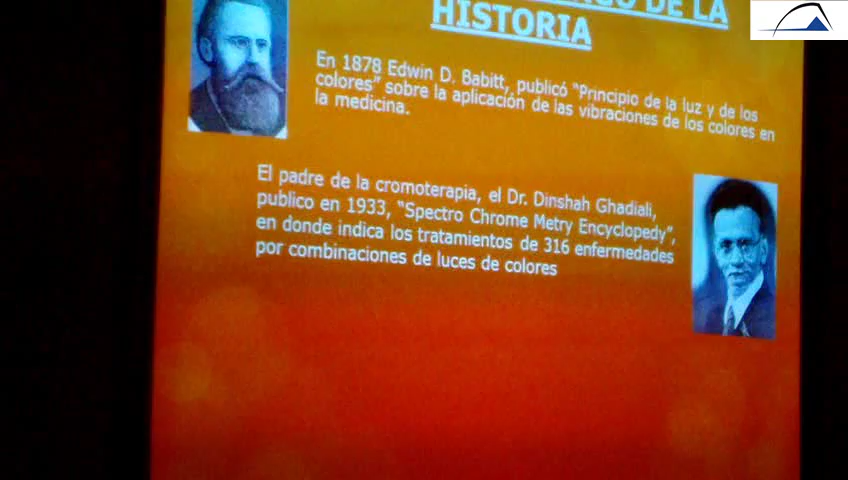 DE LA
HISTORIA
En 1878 Edwin D. Babitt, publicó "Principio de la luz y de los
colores" sobre la aplicación de las vibraciones de los colores en
la medicina.
El padre de la cromoterapia, el Dr. Dinshah Ghadiali,
publico en 1933, "Spectro Chrome Metry Encyclopedy",
en donde indica los tratamientos de 316 enfermedades
por combinaciones de luces de colores